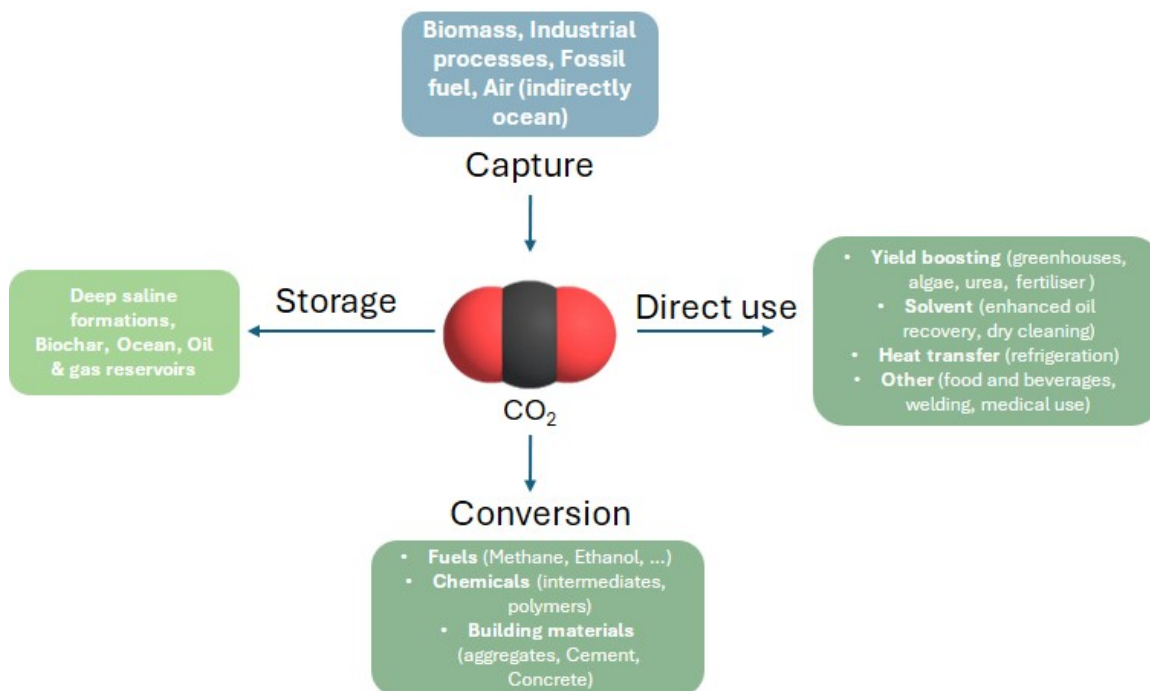 Biomass, Industrial
processes, Fossil
fuel, Air (indirectly
ocean)
Capture
Storage
Deep saline
formations,
Biochar, Ocean, Oil
& gas reservoirs
CO₂
Direct use
• Yield boosting (greenhouses,
algae, urea, fertiliser )
• Solvent (enhanced oil
recovery, dry cleaning)
• Heat transfer (refrigeration)
• Other (food and beverages,
welding, medical use)
Conversion
• Fuels (Methane, Ethanol, ...)
• Chemicals (intermediates,
polymers)
• Building materials
(aggregates, Cement,
Concrete)